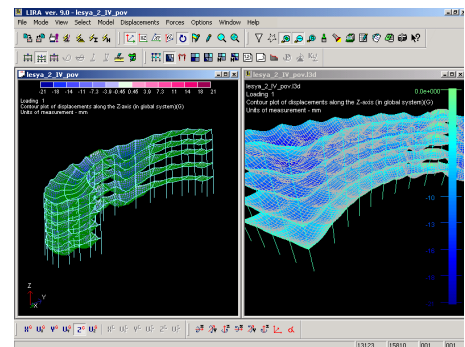 LIRA ver. 9.0 - lesya_2_IV_pov
File Mode View Select Model Displacements Forces Options Window Help
lesya_2_IV_pov
-21 -18 -14 -11 -7.3 -3.6 -0.45 0.45 3.60 7.3 11 14 18 21
Loading 1
Contour plot of displacements along the Z-axis (in global system)(G)
Units of measurement - mm
Z
Y
X
lesya_2_IV_pov.l3d
lesya_2_IV_pov.l3d
0.0e+000
Loading 1
Contour plot of displacements along the Z-axis (in global system)(G)
Units of measurement - mm
-10
13123 15810 001 001